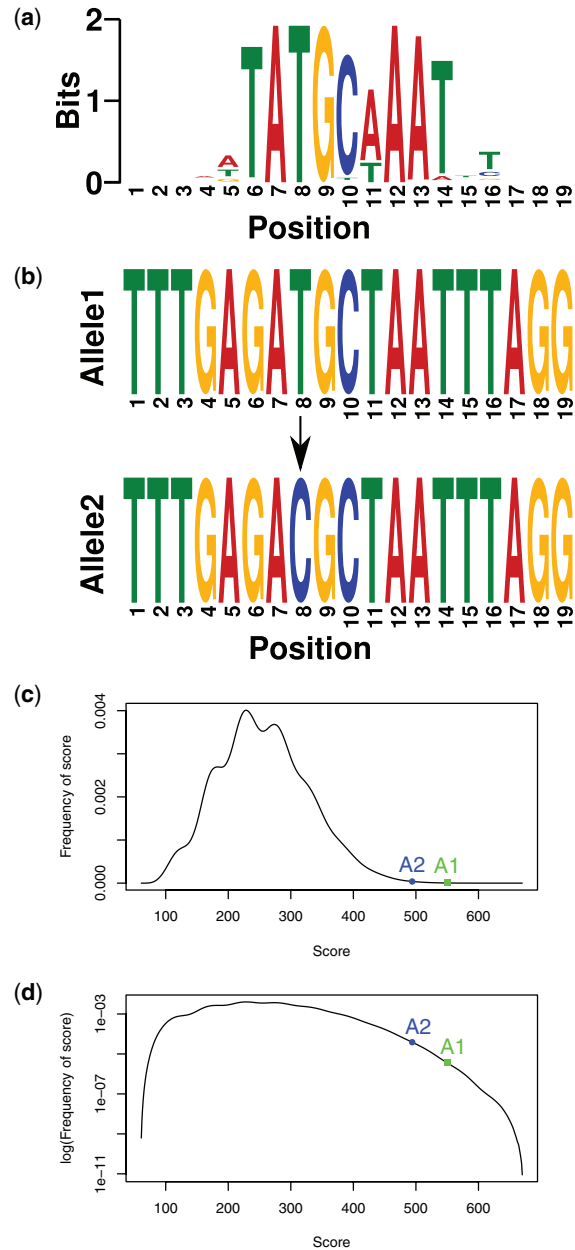 (a)
2
1
0
Bits
A T G
T A T G C T A T A A T A T C
1 2 3 4 5 6 7 8 9 10 11 12 13 14 15 16 17 18 19
Position
(b)
Allele1
TTTGAGATGCTAATTTAGG
1 2 3 4 5 6 7 8 9 10 11 12 13 14 15 16 17 18 19
Allele2
TTTGAGACGCTAATTTAGG
1 2 3 4 5 6 7 8 9 10 11 12 13 14 15 16 17 18 19
Position
(c)
Frequency of score)
0.004
0.002
0.000
A2 A1
100 200 300 400 500 600
Score
(d)
log(Frequency of score)
1e-03
1e-07
1e-11
A2
A1
100 200 300 400 500 600
Score